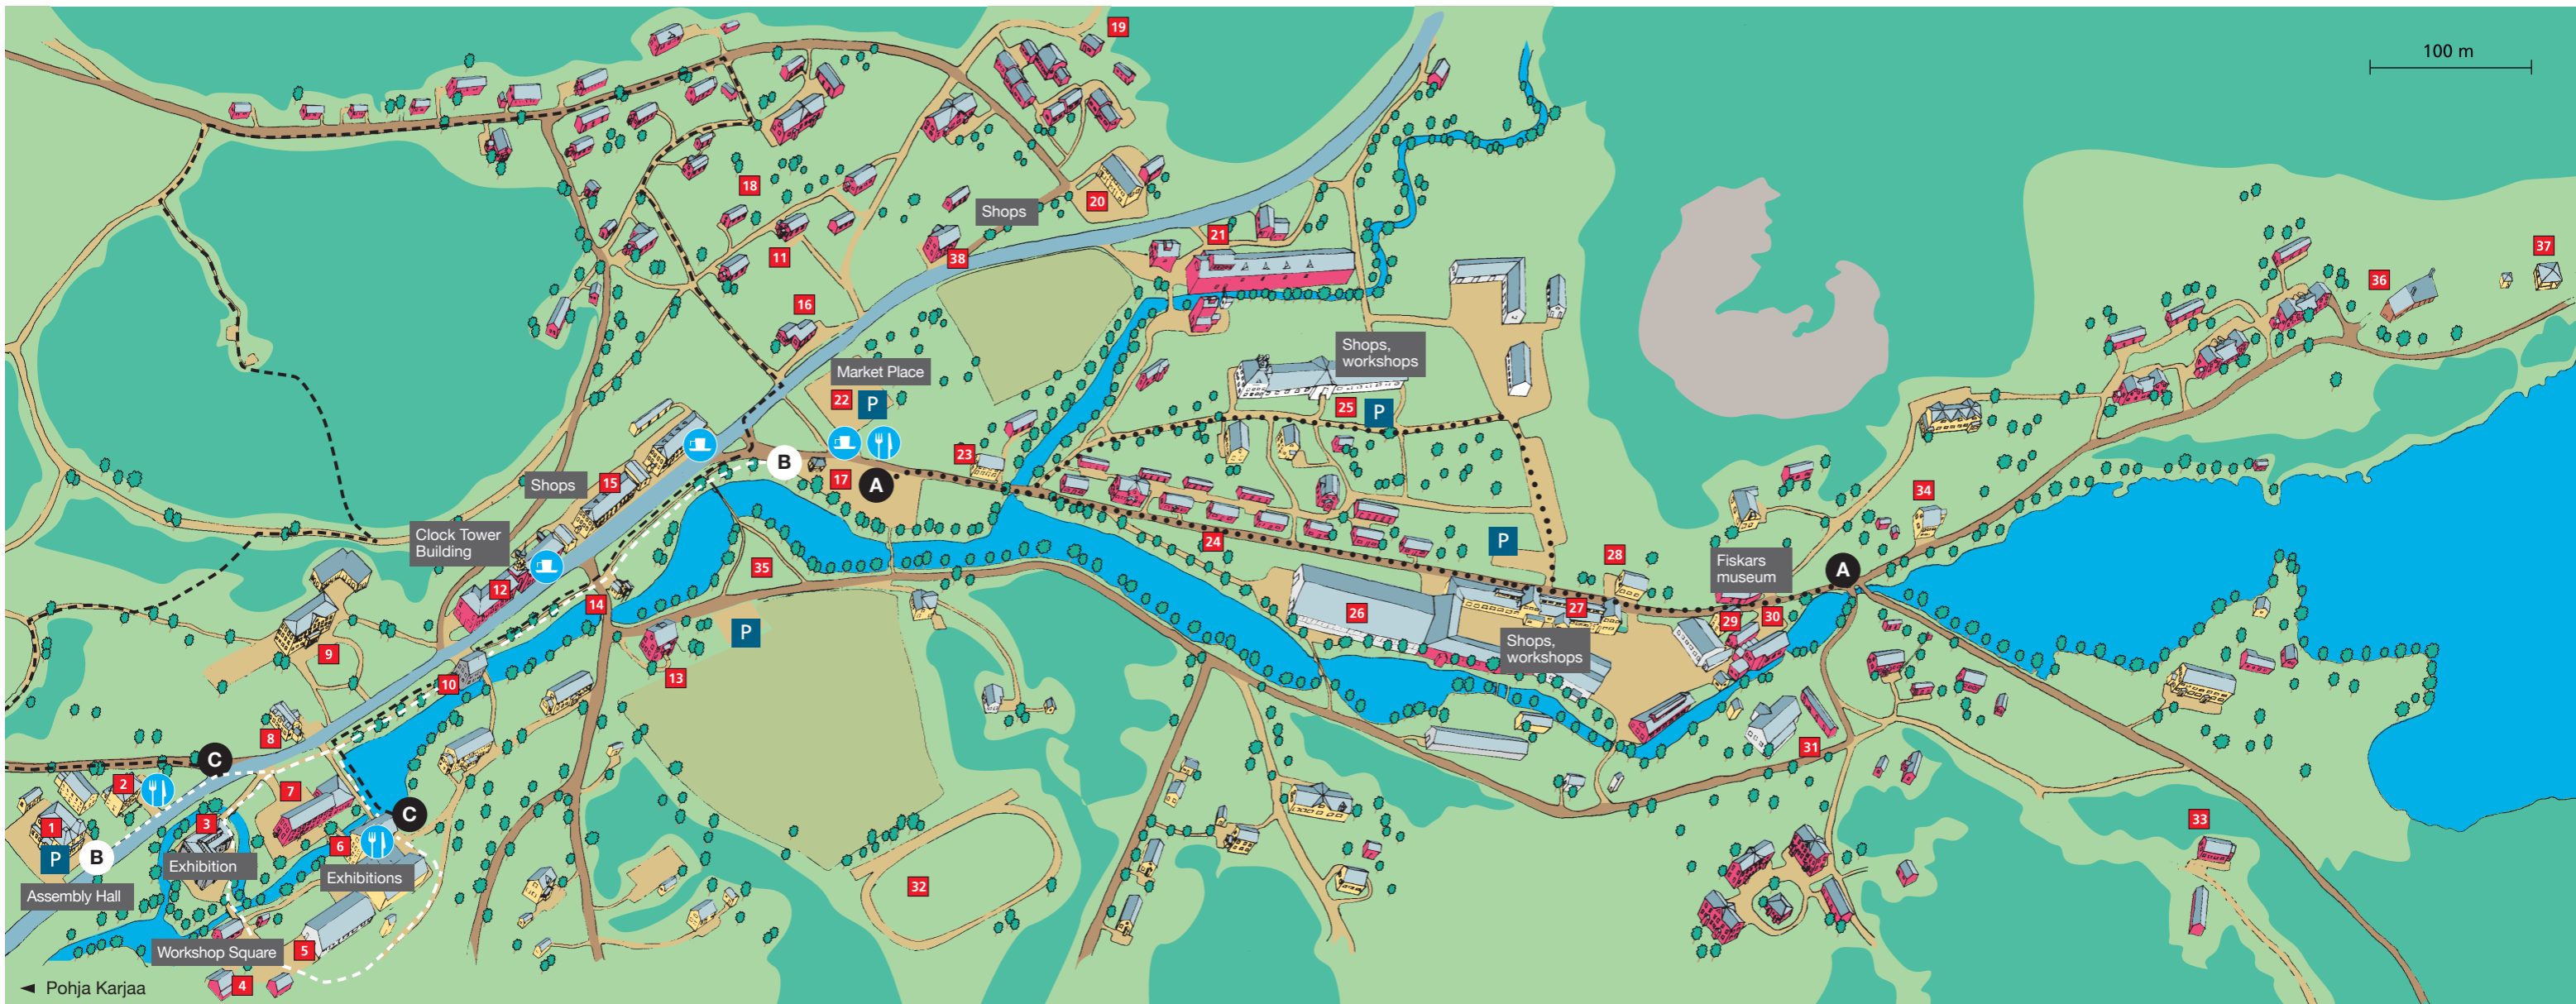 19
100 m
18
20
Shops
21
11
38
37
36
16
Shops,
workshops
Market Place
22
P
25
P
23
B
A
17
15
Shops
34
Clock Tower
Building
24
P
28
Fiskars
museum
A
35
12
14
26
27
30
29
P
Shops,
workshops
9
13
10
8
31
C
2
7
C
33
1
3
6
P
B
Exhibition
Exhibitions
32
Assembly Hall
5
Workshop Square
4
Pohja Karjaa